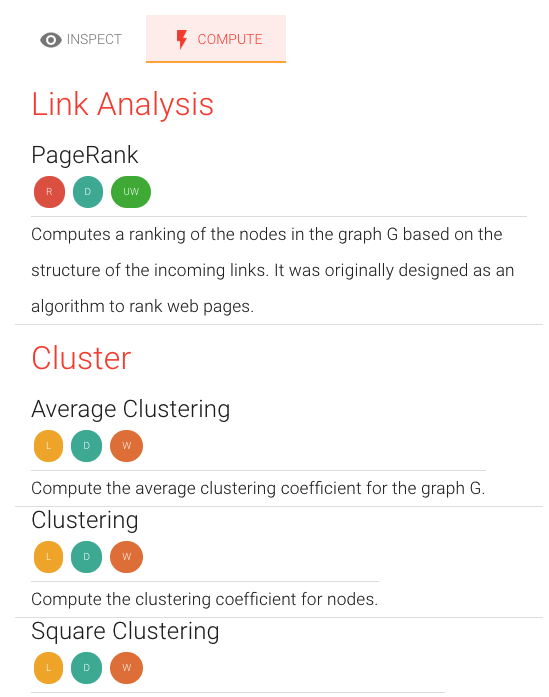 INSPECT COMPUTE
Link Analysis
PageRank
R D UW
Computes a ranking of the nodes in the graph G based on the
structure of the incoming links. It was originally designed as an
algorithm to rank web pages.
Cluster
Average Clustering
L D W
Compute the average clustering coefficient for the graph G.
Clustering
L D W
Compute the clustering coefficient for nodes.
Square Clustering
L D W